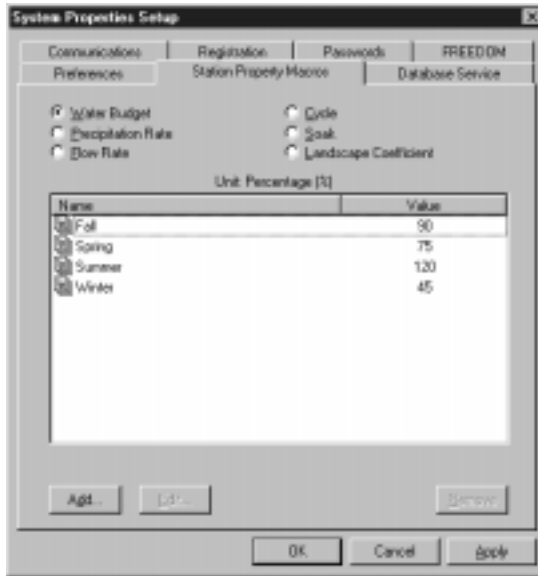 System Properties Setup
Communications Registration Passwords FREEDOM
Preferences Station Property Macros Database Service
Water Budget Cycle
Precipitation Rate Soak
Flow Rate Landscape Coefficient
Unit: Percentage [%]
Name Value
Fall 90
Spring 75
Summer 120
Winter 45
Add... Edit... Remove
OK Cancel Apply